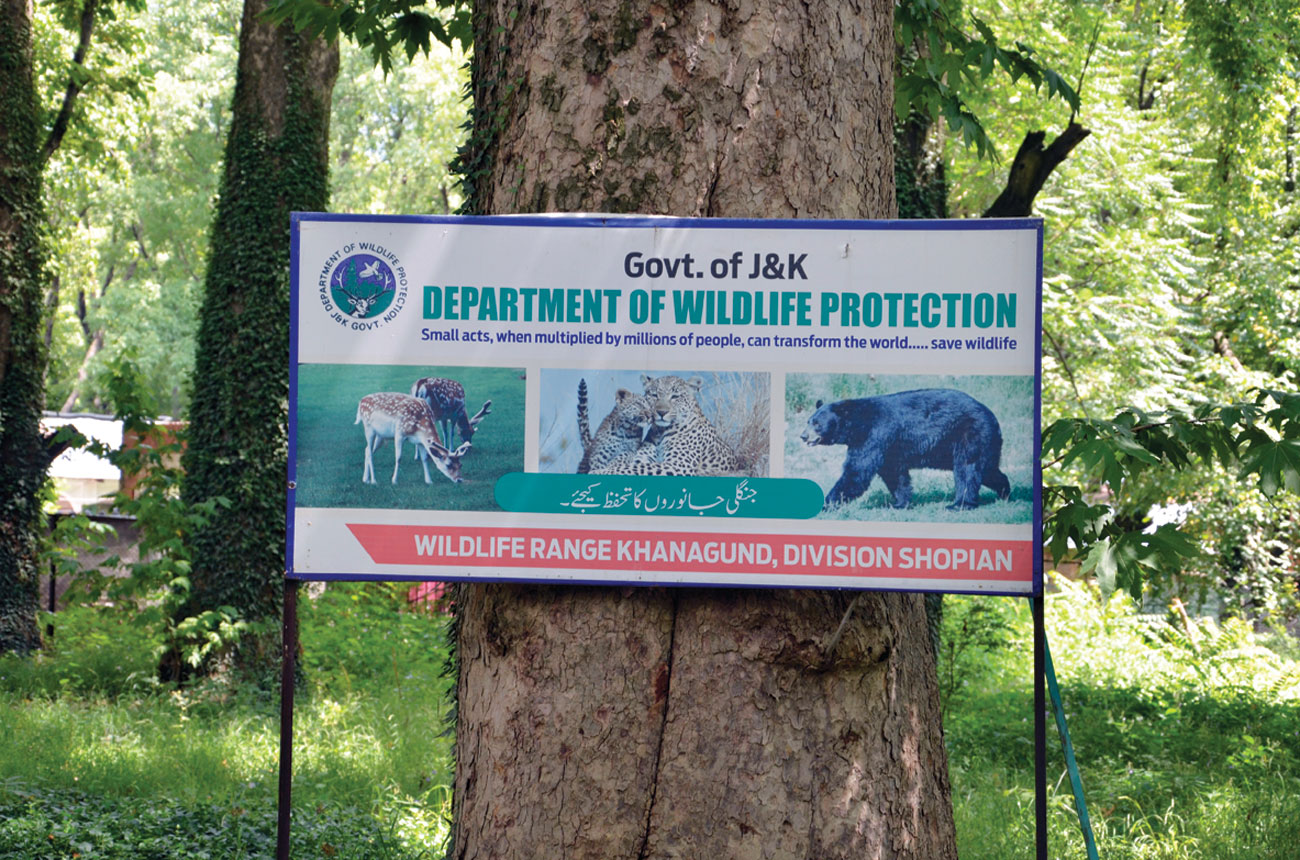 DEPARTMENT OF WILDLIFE PROTECTION
J&K GOVT.
Govt. of J&K
DEPARTMENT OF WILDLIFE PROTECTION
Small acts, when multiplied by millions of people, can transform the world..... save wildlife
جنگلی جانوروں کا تحفظ کیجئے۔
WILDLIFE RANGE KHANAGUND, DIVISION SHOPIAN